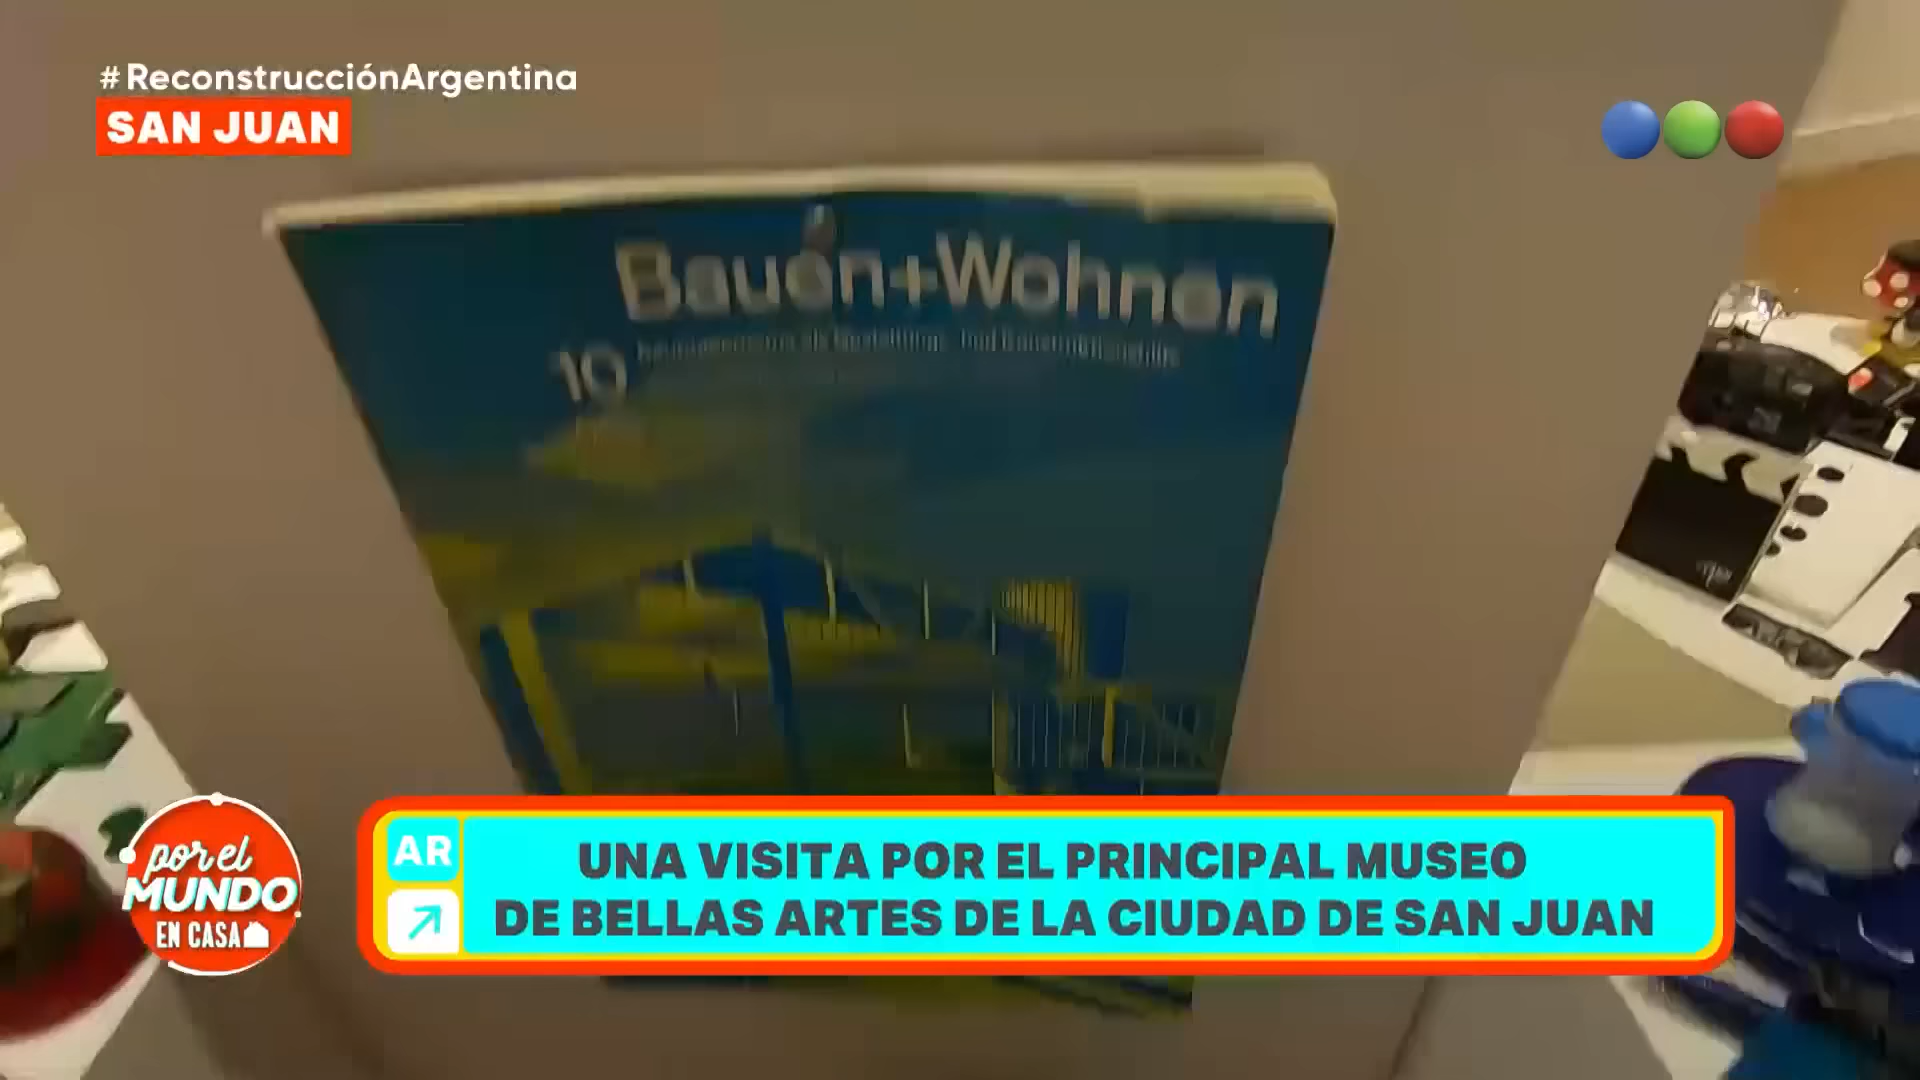 #ReconstrucciónArgentina
SAN JUAN
Bauen+Wohnen
10
por el
MUNDO
EN CASA
AR
UNA VISITA POR EL PRINCIPAL MUSEO
DE BELLAS ARTES DE LA CIUDAD DE SAN JUAN